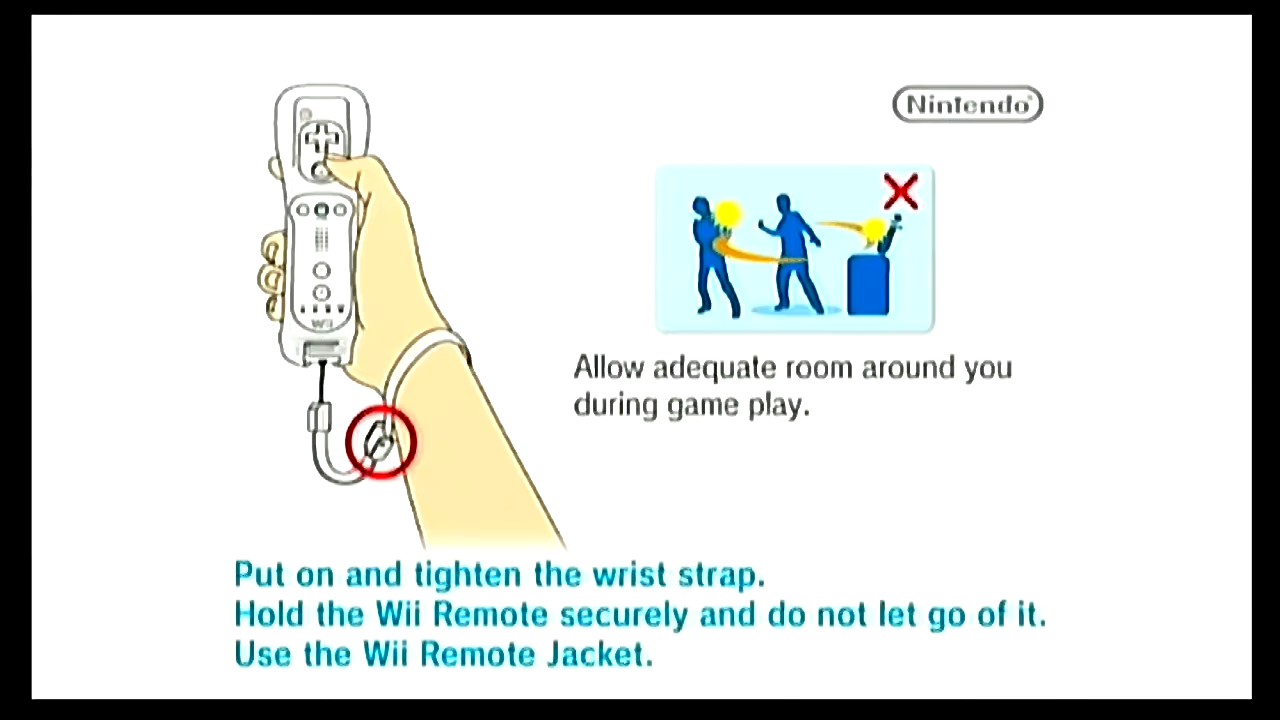 Nintendo
Wii
Allow adequate room around you
during game play.
Put on and tighten the wrist strap.
Hold the Wii Remote securely and do not let go of it.
Use the Wii Remote Jacket.